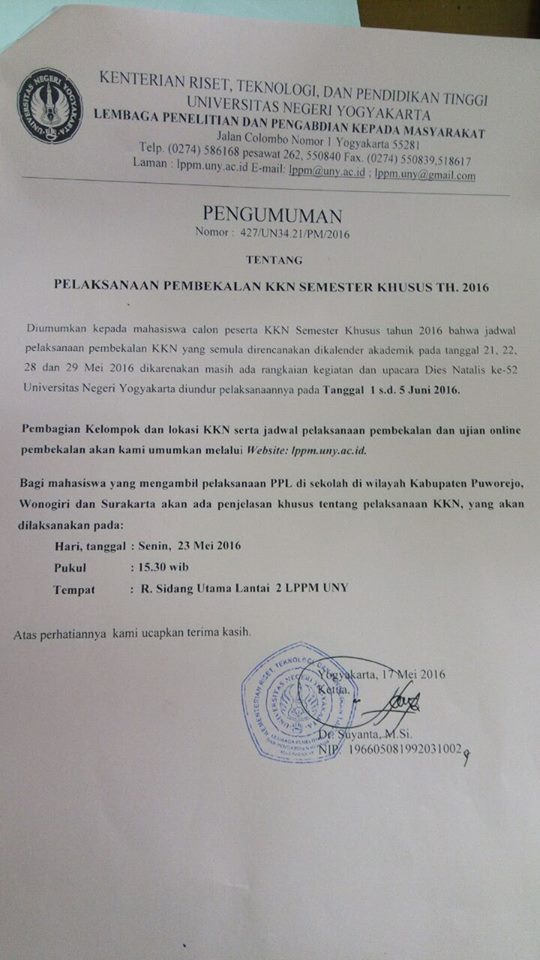 KENTERIAN RISET, TEKNOLOGI, DAN PENDIDIKAN TINGGI
UNIVERSITAS NEGERI YOGYAKARTA
LEMBAGA PENELITIAN DAN PENGABDIAN KEPADA MASYARAKAT
Jalan Colombo Nomor 1 Yogyakarta 55281
Telp. (0274) 586168 pesawat 262, 550840 Fax. (0274) 550839,518617
Laman : lppm.uny.ac.id E-mail: lppm@uny.ac.id ; lppm.uny@gmail.com
PENGUMUMAN
Nomor : 427/UN34.21/PM/2016
TENTANG
PELAKSANAAN PEMBEKALAN KKN SEMESTER KHUSUS TH. 2016
Diumumkan kepada mahasiswa calon peserta KKN Semester Khusus tahun 2016 bahwa jadwal
pelaksanaan pembekalan KKN yang semula direncanakan dikalender akademik pada tanggal 21, 22,
28 dan 29 Mei 2016 dikarenakan masih ada rangkaian kegiatan dan upacara Dies Natalis ke-52
Universitas Negeri Yogyakarta diundur pelaksanaannya pada Tanggal 1 s.d. 5 Juni 2016.
Pembagian Kelompok dan lokasi KKN serta jadwal pelaksanaan pembekalan dan ujian online
pembekalan akan kami umumkan melalui Website: lppm.uny.ac.id.
Bagi mahasiswa yang mengambil pelaksanaan PPL di sekolah di wilayah Kabupaten Puworejo,
Wonogiri dan Surakarta akan ada penjelasan khusus tentang pelaksanaan KKN, yang akan
dilaksanakan pada:
Hari, tanggal : Senin, 23 Mei 2016
Pukul : 15.30 wib
Tempat : R. Sidang Utama Lantai 2 LPPM UNY
Atas perhatiannya kami ucapkan terima kasih.
Yogyakarta, 17 Mei 2016
Ketua,
Dr. Suyanta, M.Si.
NIP. 196605081992031002
UNIVERSITAS NEGERI YOGYAKARTA